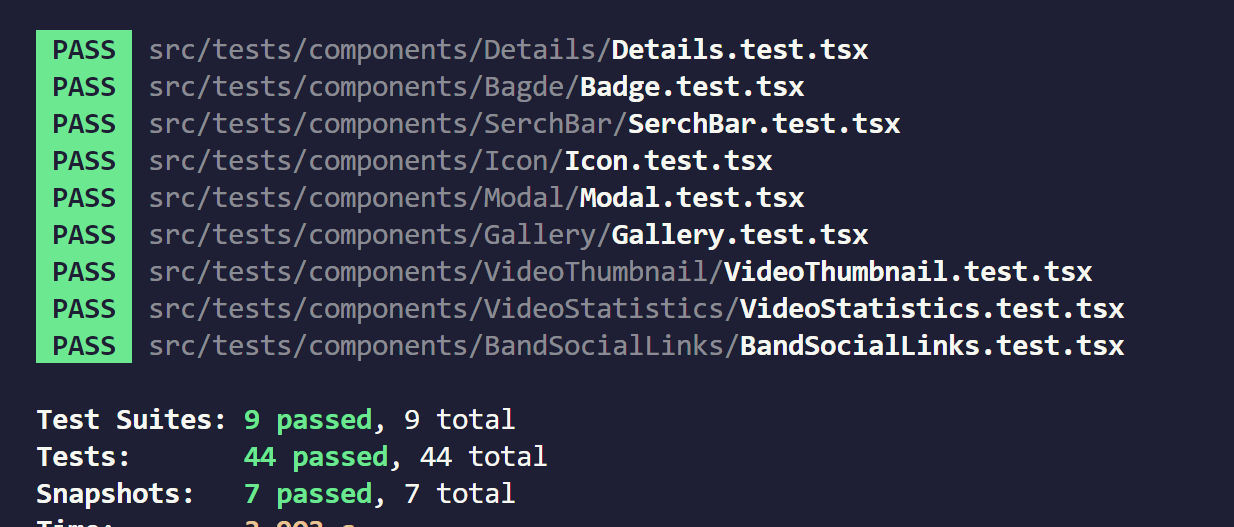 PASS src/tests/components/Details/Details.test.tsx
PASS src/tests/components/Bagde/Badge.test.tsx
PASS src/tests/components/SerchBar/SerchBar.test.tsx
PASS src/tests/components/Icon/Icon.test.tsx
PASS src/tests/components/Modal/Modal.test.tsx
PASS src/tests/components/Gallery/Gallery.test.tsx
PASS src/tests/components/VideoThumbnail/VideoThumbnail.test.tsx
PASS src/tests/components/VideoStatistics/VideoStatistics.test.tsx
PASS src/tests/components/BandSocialLinks/BandSocialLinks.test.tsx
Test Suites: 9 passed, 9 total
Tests: 44 passed, 44 total
Snapshots: 7 passed, 7 total
Time: